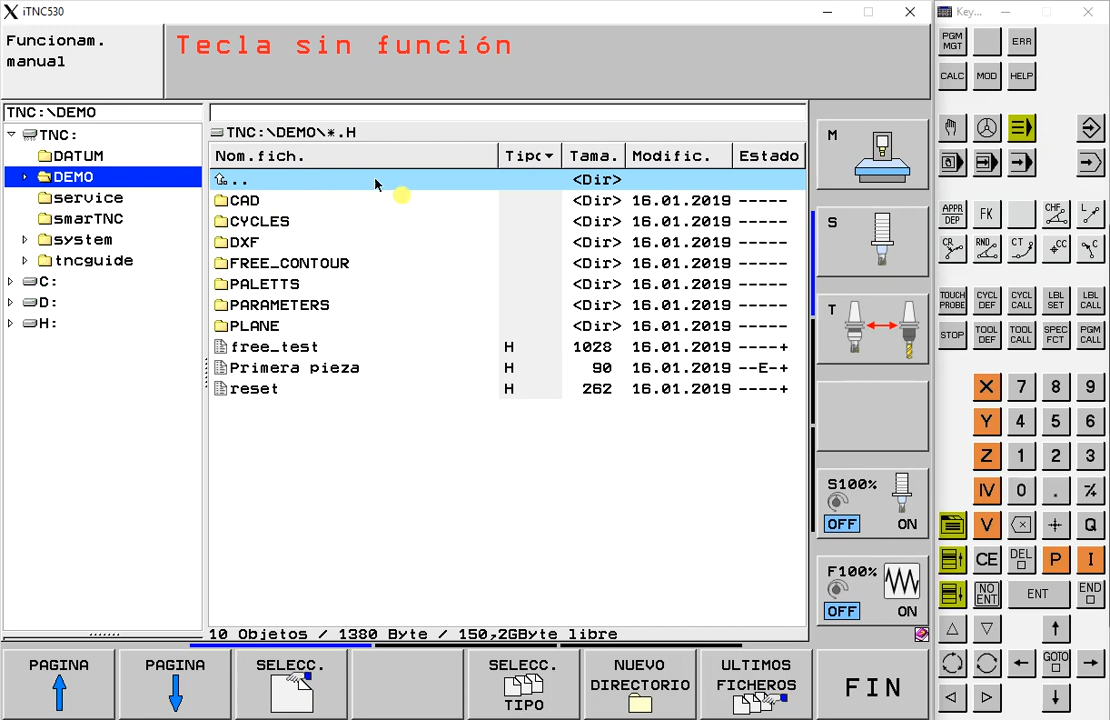 iTNC530
Key...
Funcionam.
manual
Tecla sin función
TNC:\DEMO
TNC:
DATUM
DEMO
service
smarTNC
system
tncguide
C:
D:
H:
TNC:\DEMO\*.H
Nom.fich. Tipo Tama. Modific. Estado
.. <Dir>
CAD <Dir> 16.01.2019 -----
CYCLES <Dir> 16.01.2019 -----
DXF <Dir> 16.01.2019 -----
FREE_CONTOUR <Dir> 16.01.2019 -----
PALETTS <Dir> 16.01.2019 -----
PARAMETERS <Dir> 16.01.2019 -----
PLANE <Dir> 16.01.2019 -----
free_test H 1028 16.01.2019 ----+
Primera pieza H 90 16.01.2019 --E-+
reset H 262 16.01.2019 ----+
10 Objetos / 1380 Byte / 150,2GByte libre
M
S
T
S100%
OFF ON
F100%
OFF ON
PAGINA
PAGINA
SELECC.
SELECC.
TIPO
NUEVO
DIRECTORIO
ULTIMOS
FICHEROS
FIN
PGM
MGT
ERR
CALC MOD HELP
APPR
DEP
FK
CHF
L
CR
RND
CT
CC
C
TOUCH
PROBE
CYCL
DEF
CYCL
CALL
LBL
SET
LBL
CALL
STOP
TOOL
DEF
TOOL
CALL
SPEC
FCT
PGM
CALL
X 7 8 9
Y 4 5 6
Z 1 2 3
IV 0 . -/+
V Q
CE
DEL
P I
NO
ENT
ENT
END
GOTO